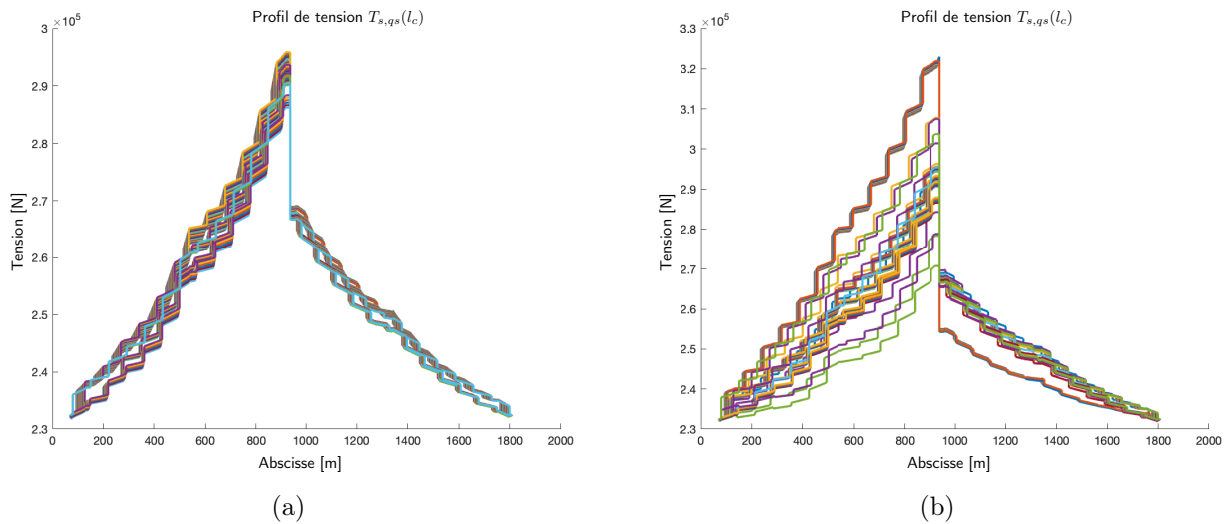 Profil de tension $T_{s,qs}(l_c)$
×10⁵
3
2.9
2.8
2.7
2.6
2.5
2.4
2.3
Tension [N]
0 200 400 600 800 1000 1200 1400 1600 1800 2000
Abscisse [m]
(a)
Profil de tension $T_{s,qs}(l_c)$
×10⁵
3.3
3.2
3.1
3
2.9
2.8
2.7
2.6
2.5
2.4
2.3
Tension [N]
0 200 400 600 800 1000 1200 1400 1600 1800 2000
Abscisse [m]
(b)